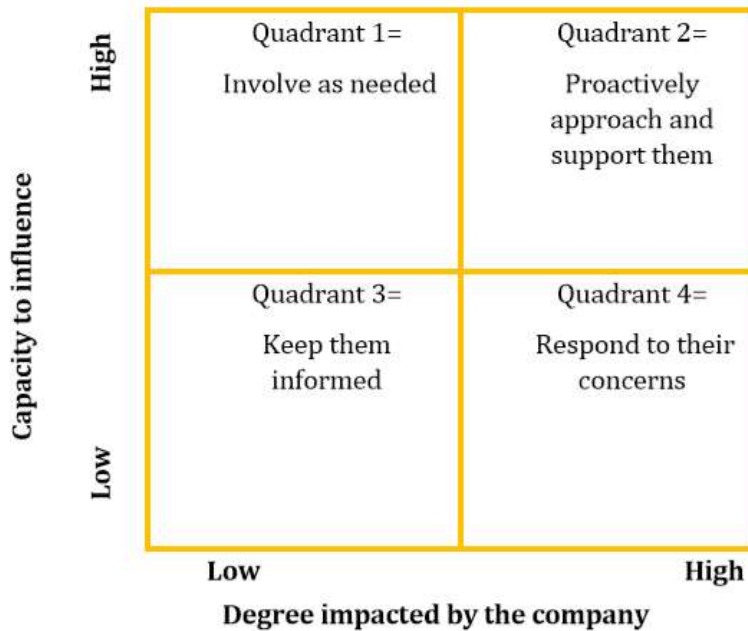 High
Quadrant 1=
Involve as needed
Quadrant 2=
Proactively
approach and
support them
Capacity to influence
Quadrant 3=
Keep them
informed
Quadrant 4=
Respond to their
concerns
Low
Low
High
Degree impacted by the company